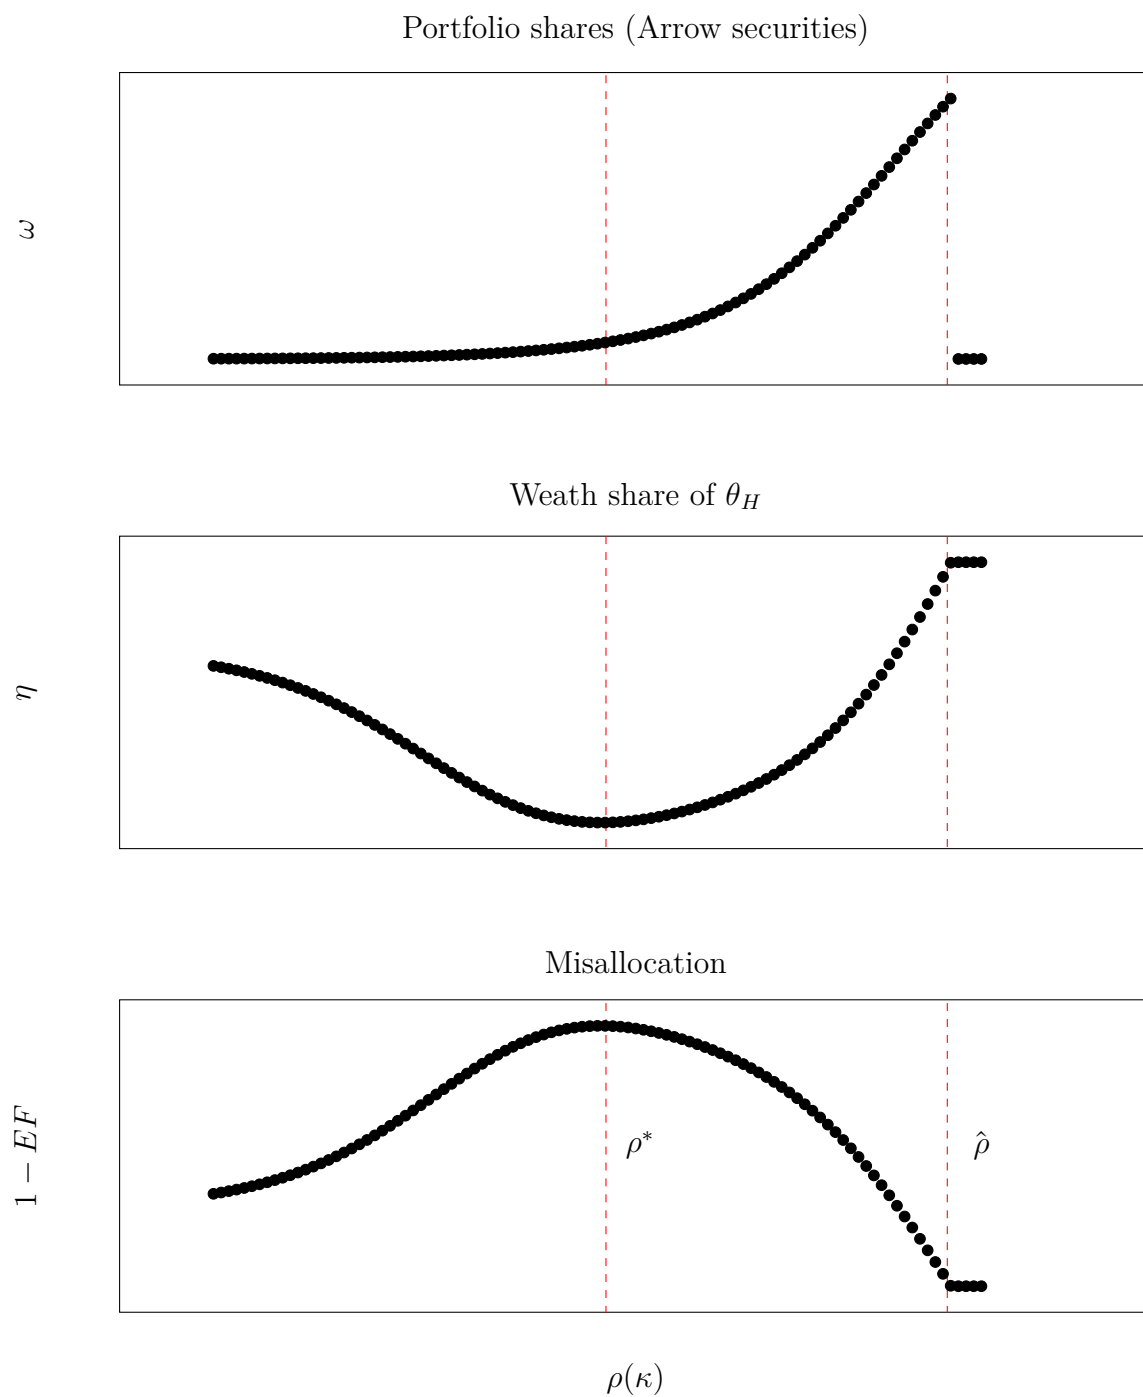 Portfolio shares (Arrow securities)
ω
Weath share of θ_H
η
Misallocation
1 − EF
ρ*
ρ̂
ρ(κ)